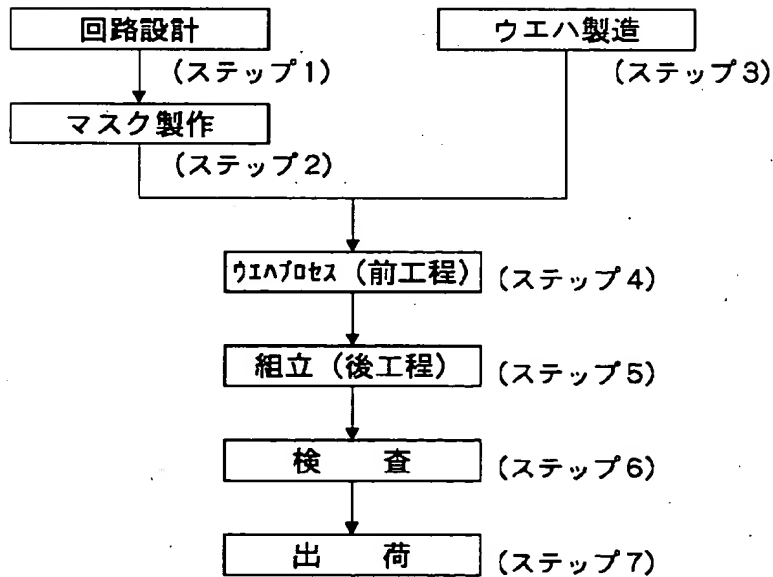 回路設計
(ステップ1)
ウエハ製造
(ステップ3)
マスク製作
(ステップ2)
ウエハプロセス(前工程)
(ステップ4)
組立(後工程)
(ステップ5)
検 査
(ステップ6)
出 荷
(ステップ7)